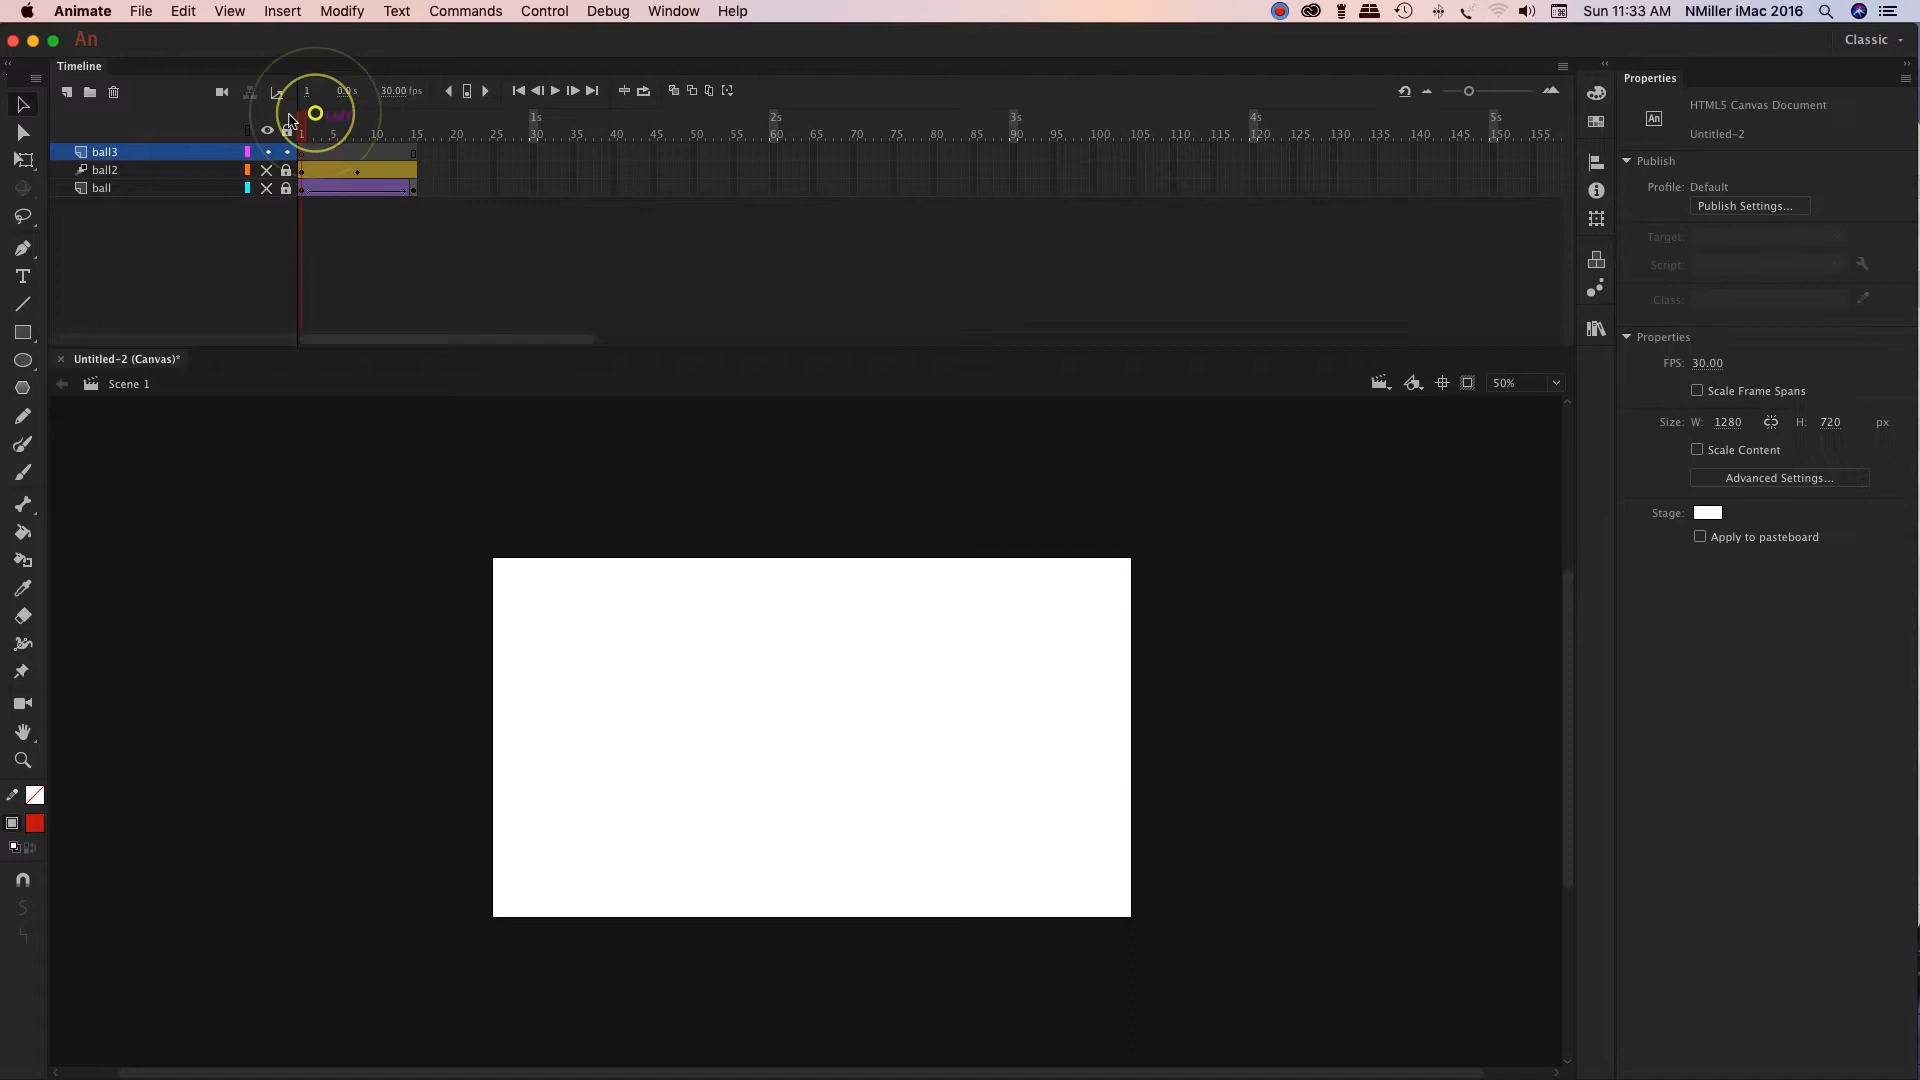 Animate File Edit View Insert Modify Text Commands Control Debug Window Help Sun 11:33 AM NMiller iMac 2016
An Classic
Timeline
1 0.0 s 30.00 fps
1s 2s 3s 4s 5s
1 5 10 15 20 25 30 35 40 45 50 55 60 65 70 75 80 85 90 95 100 105 110 115 120 125 130 135 140 145 150 155
ball3
ball2
ball
Untitled-2 (Canvas)*
Scene 1
50%
Properties
An HTML5 Canvas Document
Untitled-2
Publish
Profile: Default
Publish Settings...
Target:
Script:
Class:
Properties
FPS: 30.00
Scale Frame Spans
Size: W: 1280 H: 720 px
Scale Content
Advanced Settings...
Stage:
Apply to pasteboard